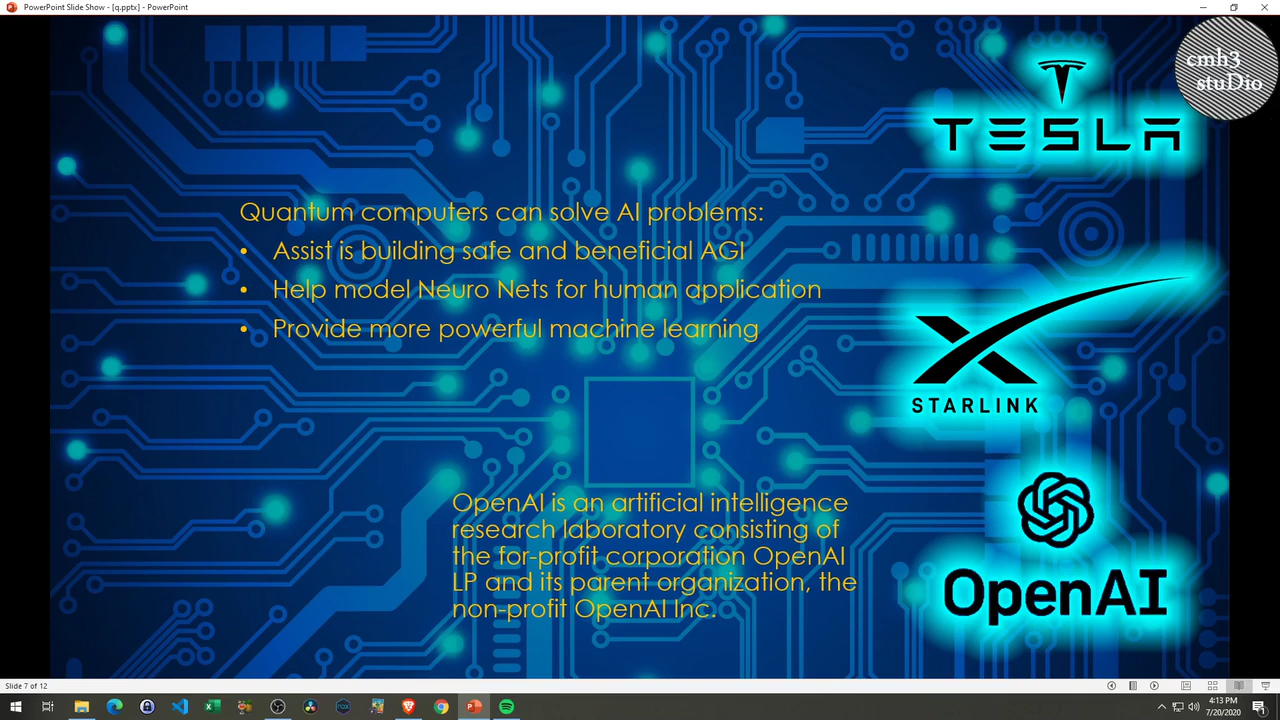 PowerPoint Slide Show - [q.pptx] - PowerPoint
cmh3
stuDio
TESLA
Quantum computers can solve AI problems:
• Assist is building safe and beneficial AGI
• Help model Neuro Nets for human application
• Provide more powerful machine learning
STARLINK
OpenAI is an artificial intelligence
research laboratory consisting of
the for-profit corporation OpenAI
LP and its parent organization, the
non-profit OpenAI Inc.
OpenAI
Slide 7 of 12
4:13 PM
7/20/2020